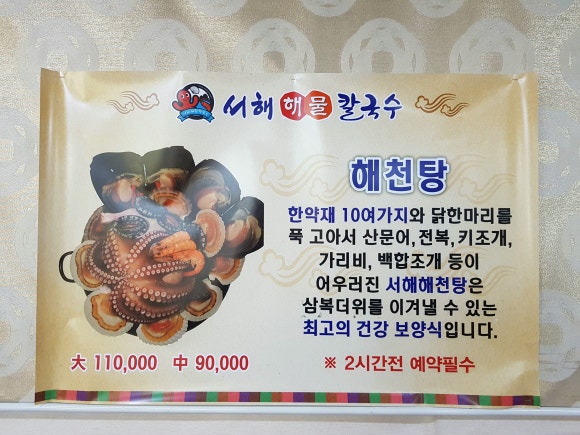 서해 해물 칼국수
해천탕
한약재 10여가지와 닭한마리를
푹 고아서 산문어, 전복, 키조개,
가리비, 백합조개 등이
어우러진 서해해천탕은
삼복더위를 이겨낼 수 있는
최고의 건강 보양식입니다.
大 110,000 中 90,000
※ 2시간전 예약필수